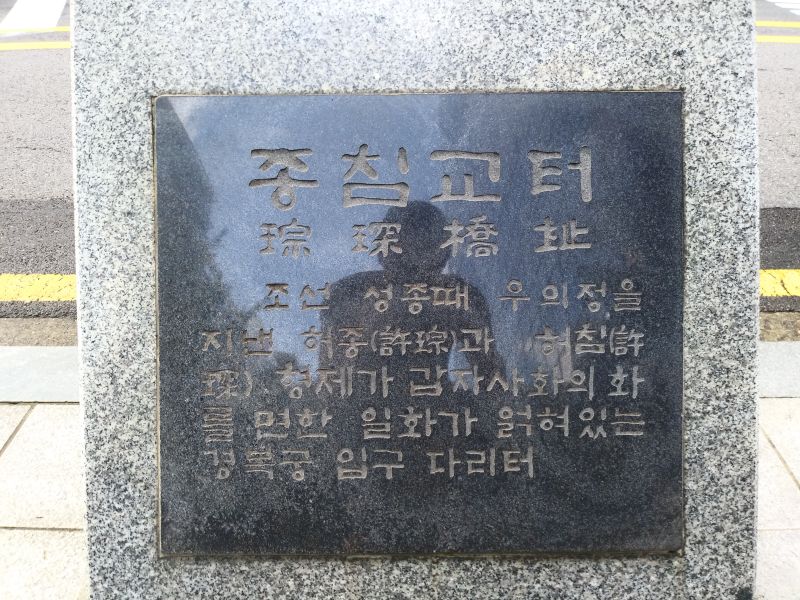 종침교터
琮琛橋址
조선 성종때 우의정을
지낸 허종(許琮)과 허침(許
琛) 형제가 갑자사화의 화
를 면한 일화가 얽혀있는
경복궁 입구 다리터